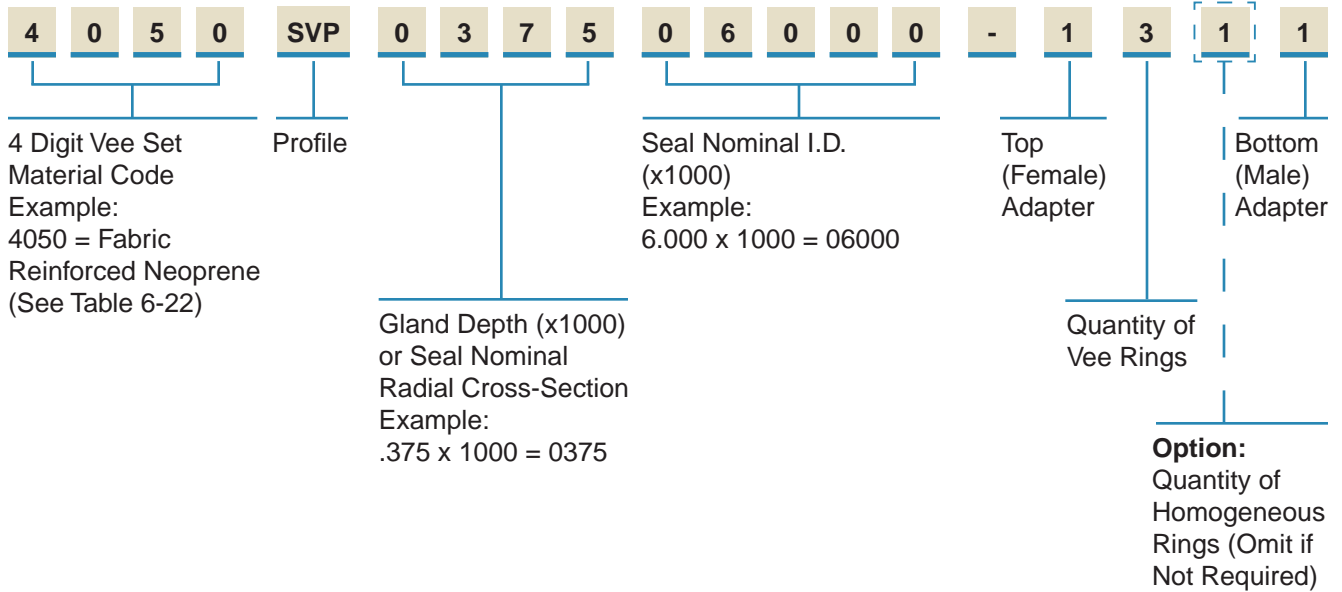 4 0 5 0 SVP 0 3 7 5 0 6 0 0 0 - 1 3 1 1
4 Digit Vee Set
Material Code
Example:
4050 = Fabric
Reinforced Neoprene
(See Table 6-22)
Profile
Gland Depth (x1000)
or Seal Nominal
Radial Cross-Section
Example:
.375 x 1000 = 0375
Seal Nominal I.D.
(x1000)
Example:
6.000 x 1000 = 06000
Top
(Female)
Adapter
Quantity of
Vee Rings
Option:
Quantity of
Homogeneous
Rings (Omit if
Not Required)
Bottom
(Male)
Adapter